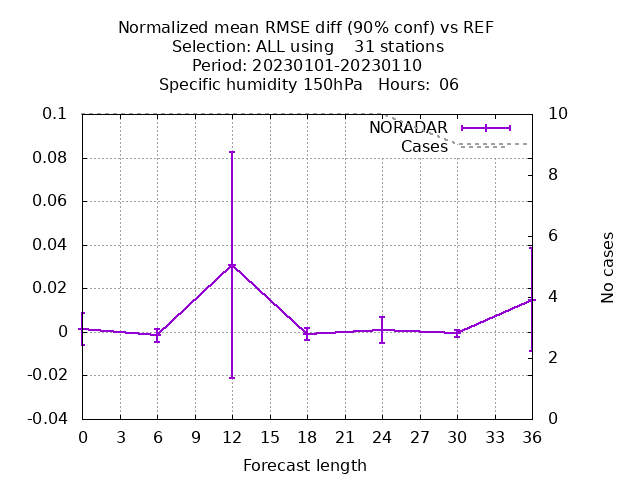 Normalized mean RMSE diff (90% conf) vs REF
Selection: ALL using    31 stations
Period: 20230101-20230110
Specific humidity 150hPa   Hours:  06
0.1
0.08
0.06
0.04
0.02
0
-0.02
-0.04
NORADAR
Cases
10
8
6
4
2
0
No cases
0 3 6 9 12 15 18 21 24 27 30 33 36
Forecast length